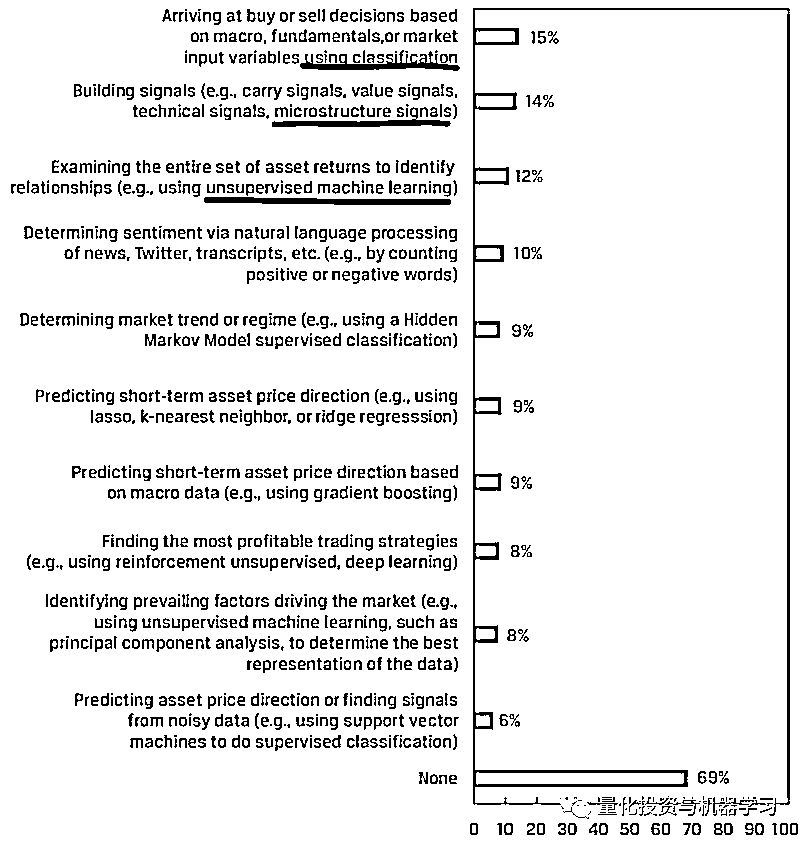 Arriving at buy or sell decisions based
on macro, fundamentals,or market
input variables using classification
15%
Building signals (e.g., carry signals, value signals,
technical signals, microstructure signals)
14%
Examining the entire set of asset returns to identify
relationships (e.g., using unsupervised machine learning)
12%
Determining sentiment via natural language processing
of news, Twitter, transcripts, etc. (e.g., by counting
positive or negative words)
10%
Determining market trend or regime (e.g., using a Hidden
Markov Model supervised classification)
9%
Predicting short-term asset price direction (e.g., using
lasso, k-nearest neighbor, or ridge regresssion)
9%
Predicting short-term asset price direction based
on macro data (e.g., using gradient boosting)
9%
Finding the most profitable trading strategies
(e.g., using reinforcement unsupervised, deep learning)
8%
Identifying prevailing factors driving the market (e.g.,
using unsupervised machine learning, such as
principal component analysis, to determine the best
representation of the data)
8%
Predicting asset price direction or finding signals
from noisy data (e.g., using support vector
machines to do supervised classification)
6%
None
69%
量化投资与机器学习
0 10 20 30 40 50 60 70 80 90 100